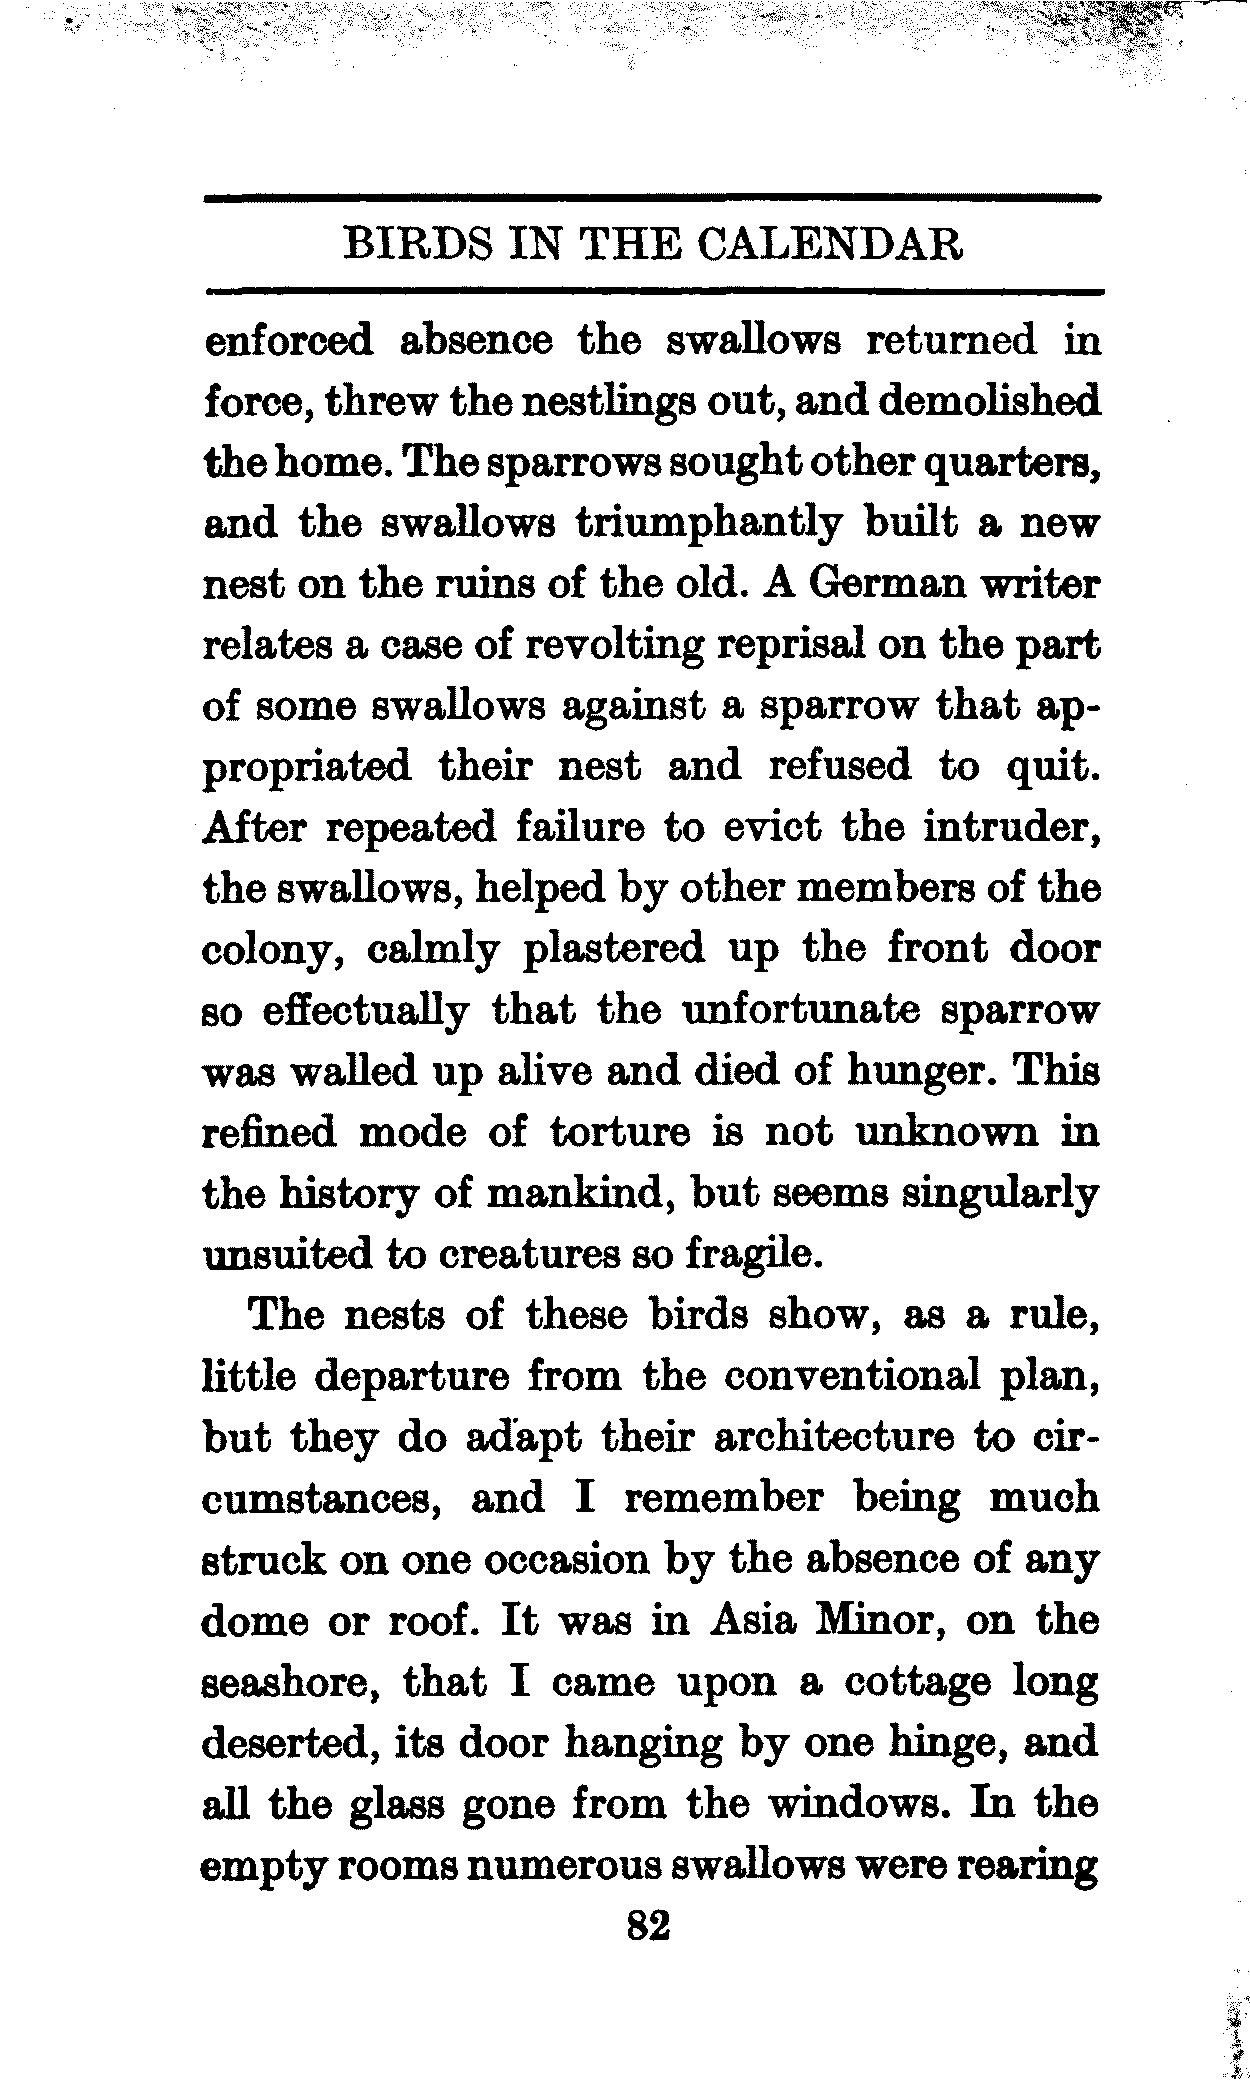 BIRDS IN THE CALENDAR
enforced absence the swallows returned in
force, threw the nestlings out, and demolished
the home. The sparrows sought other quarters,
and the swallows triumphantly built a new
nest on the ruins of the old. A German writer
relates a case of revolting reprisal on the part
of some swallows against a sparrow that ap-
propriated their nest and refused to quit.
After repeated failure to evict the intruder,
the swallows, helped by other members of the
colony, calmly plastered up the front door
so effectually that the unfortunate sparrow
was walled up alive and died of hunger. This
refined mode of torture is not unknown in
the history of mankind, but seems singularly
unsuited to creatures so fragile.
The nests of these birds show, as a rule,
little departure from the conventional plan,
but they do adapt their architecture to cir-
cumstances, and I remember being much
struck on one occasion by the absence of any
dome or roof. It was in Asia Minor, on the
seashore, that I came upon a cottage long
deserted, its door hanging by one hinge, and
all the glass gone from the windows. In the
empty rooms numerous swallows were rearing
82